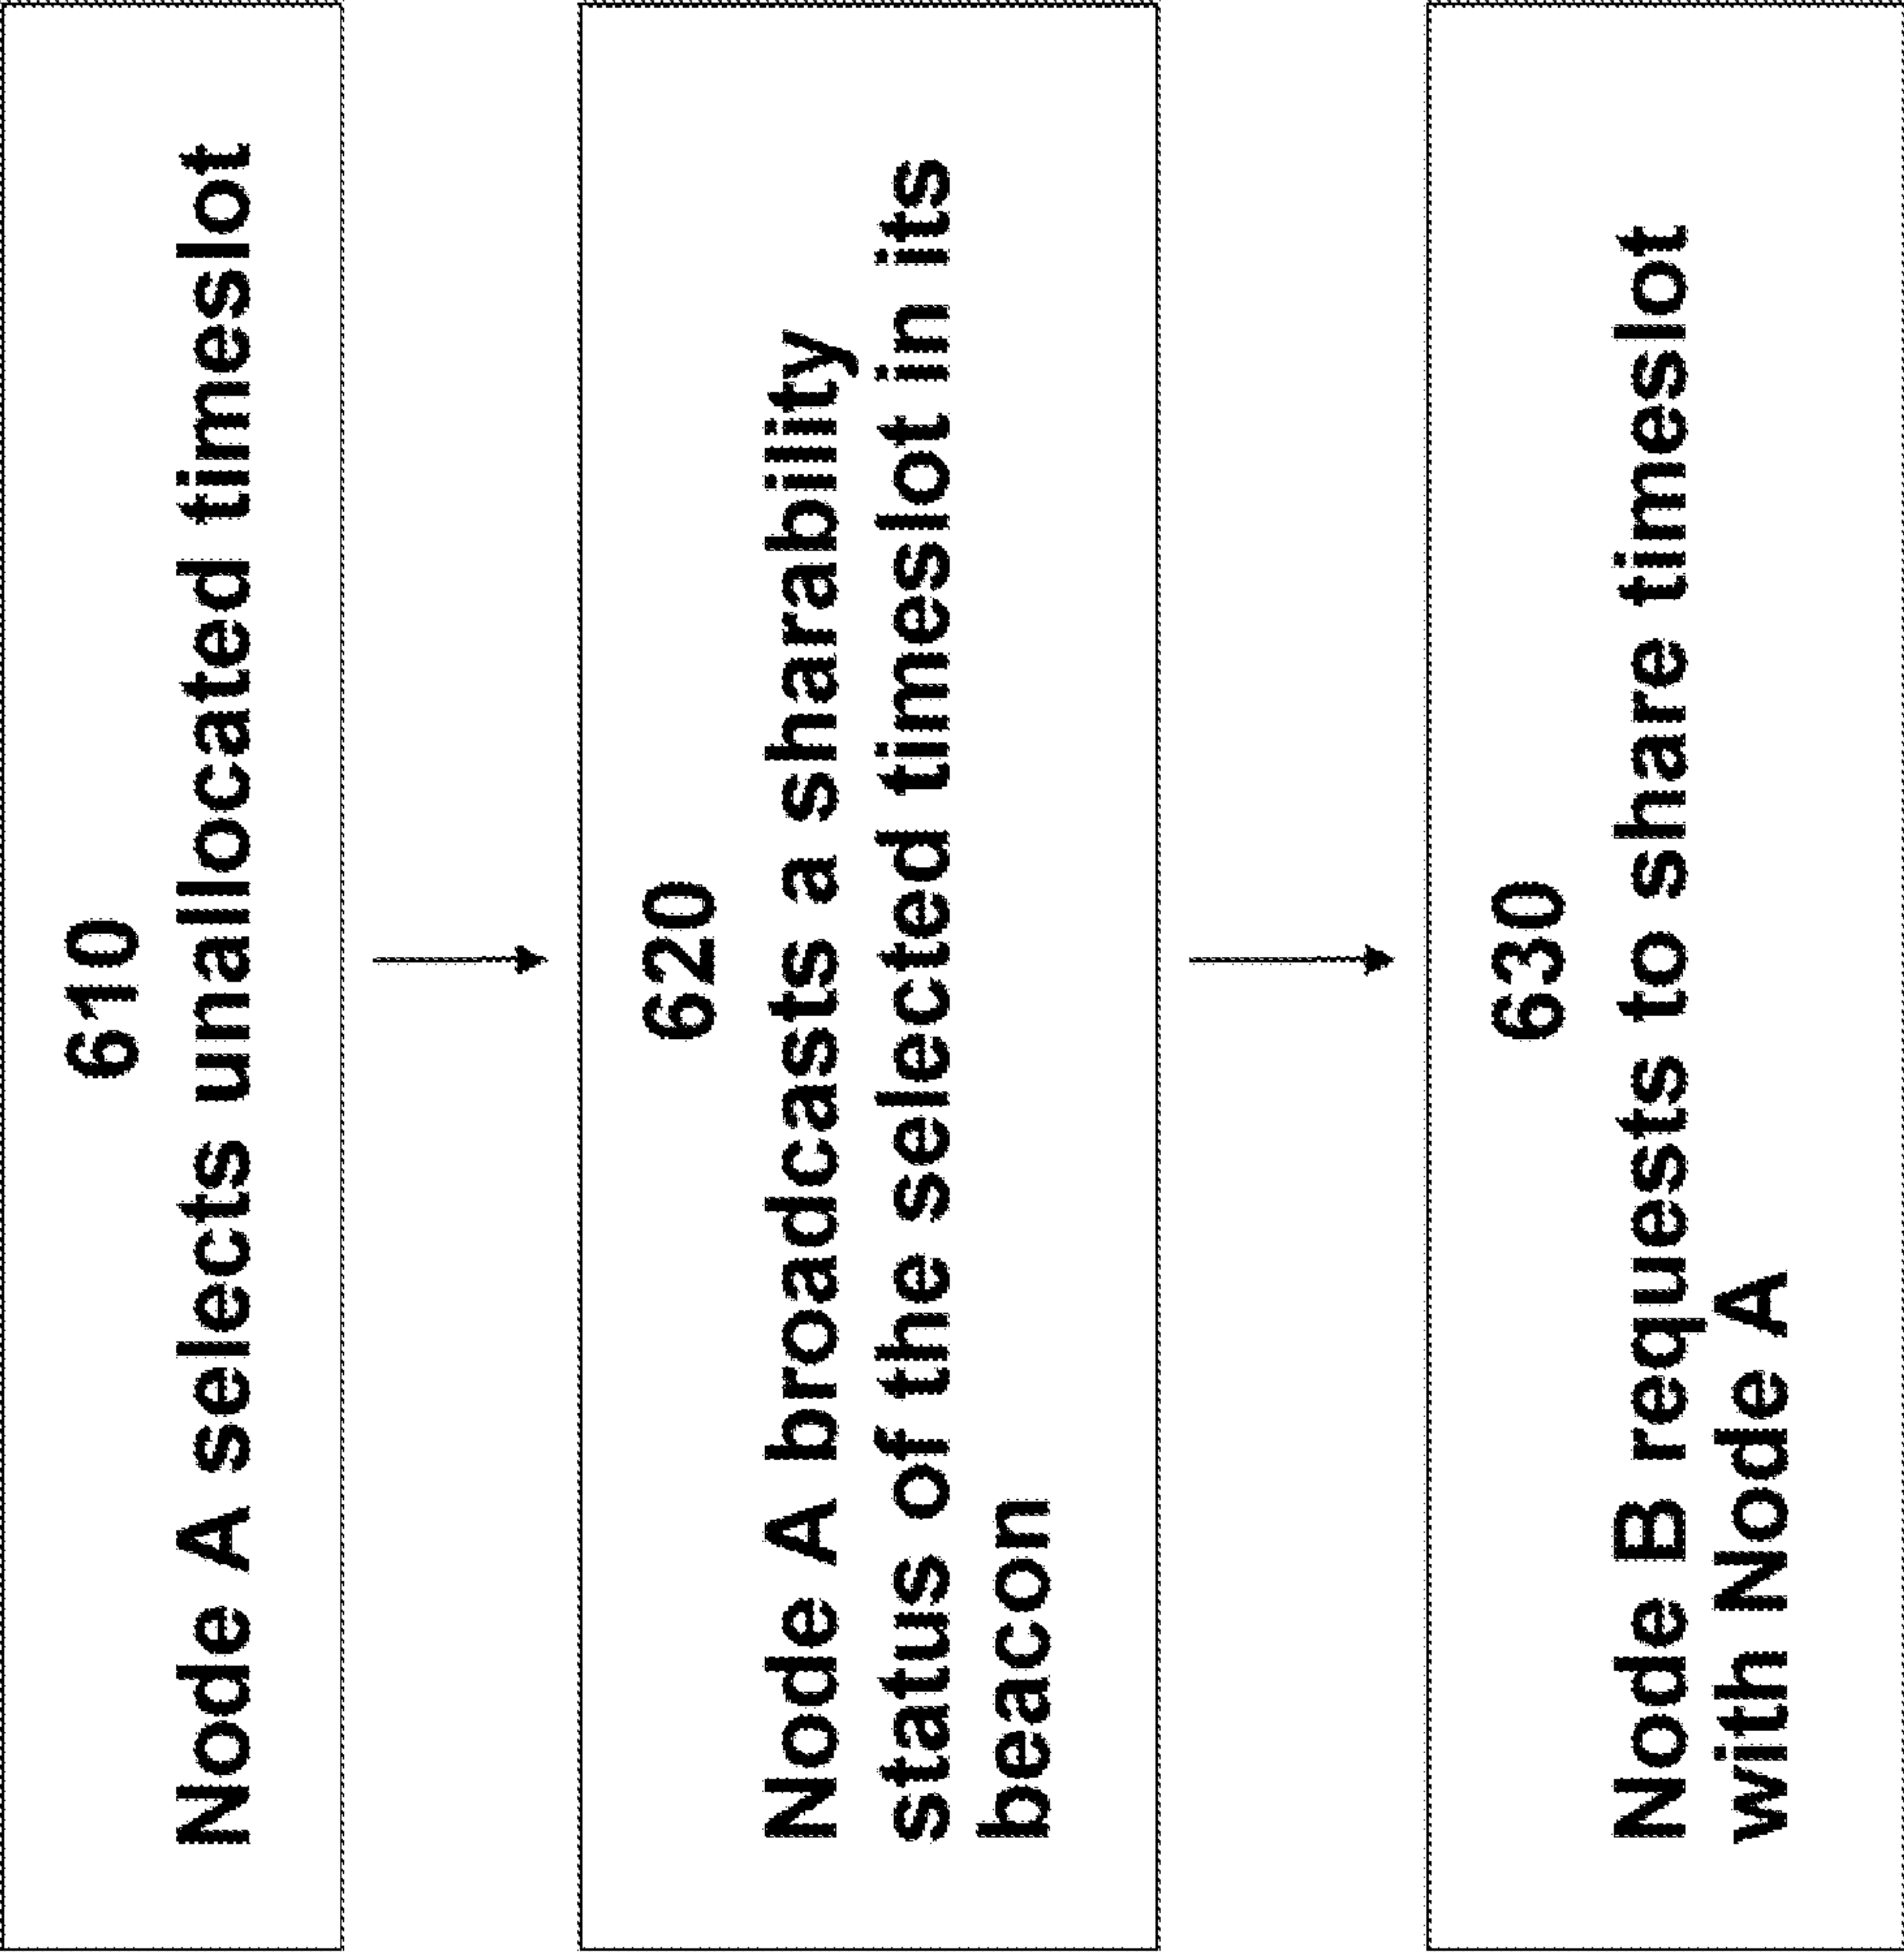 610
Node A selects unallocated timeslot
620
Node A broadcasts a sharability
status of the selected timeslot in its
beacon
630
Node B requests to share timeslot
with Node A